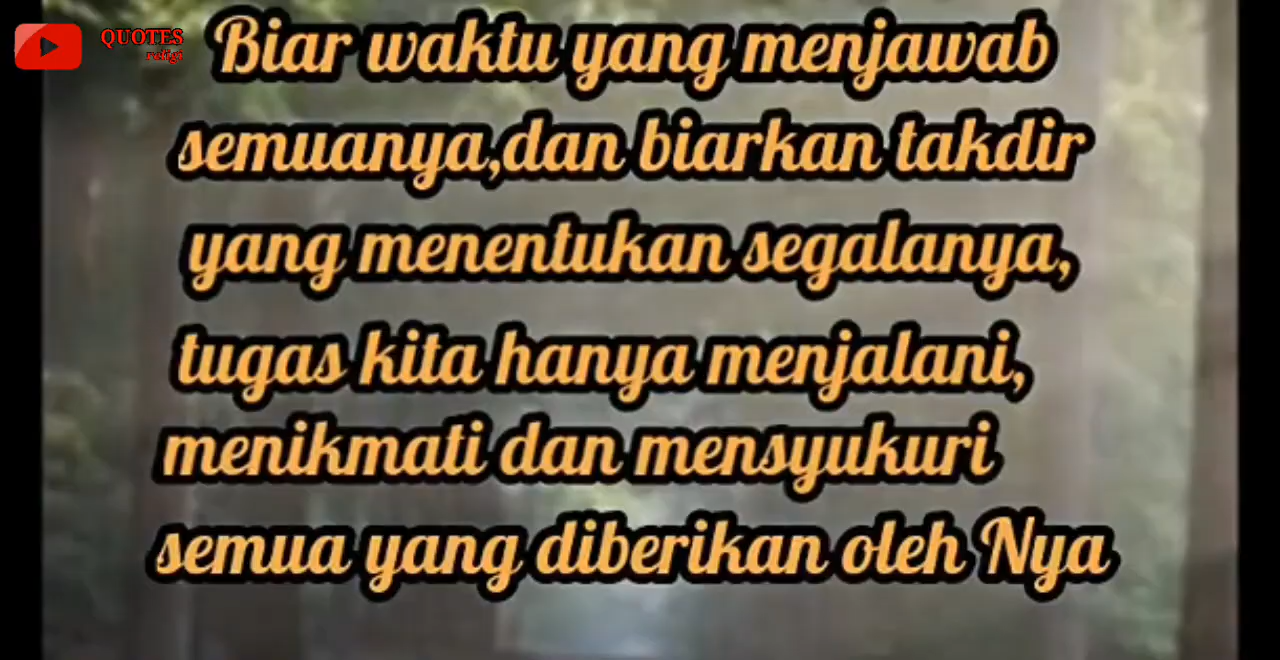 QUOTES
religi
Biar waktu yang menjawab
semuanya,dan biarkan takdir
yang menentukan segalanya,
tugas kita hanya menjalani,
menikmati dan mensyukuri
semua yang diberikan oleh Nya